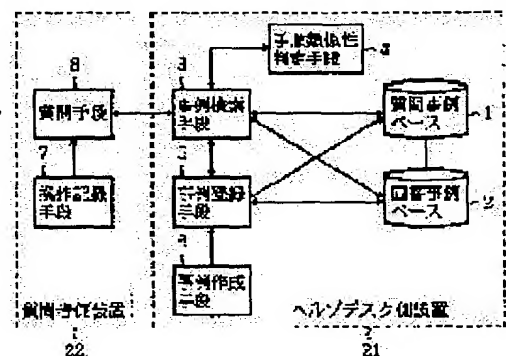 手順類似性
判定手段
8
質問手段
事例検索
手段
質問事例
ベース
1
7
操作記録
手段
事例登録
手段
回答事例
ベース
2
事例作成
手段
質問者側装置
22
ヘルプデスク側装置
21